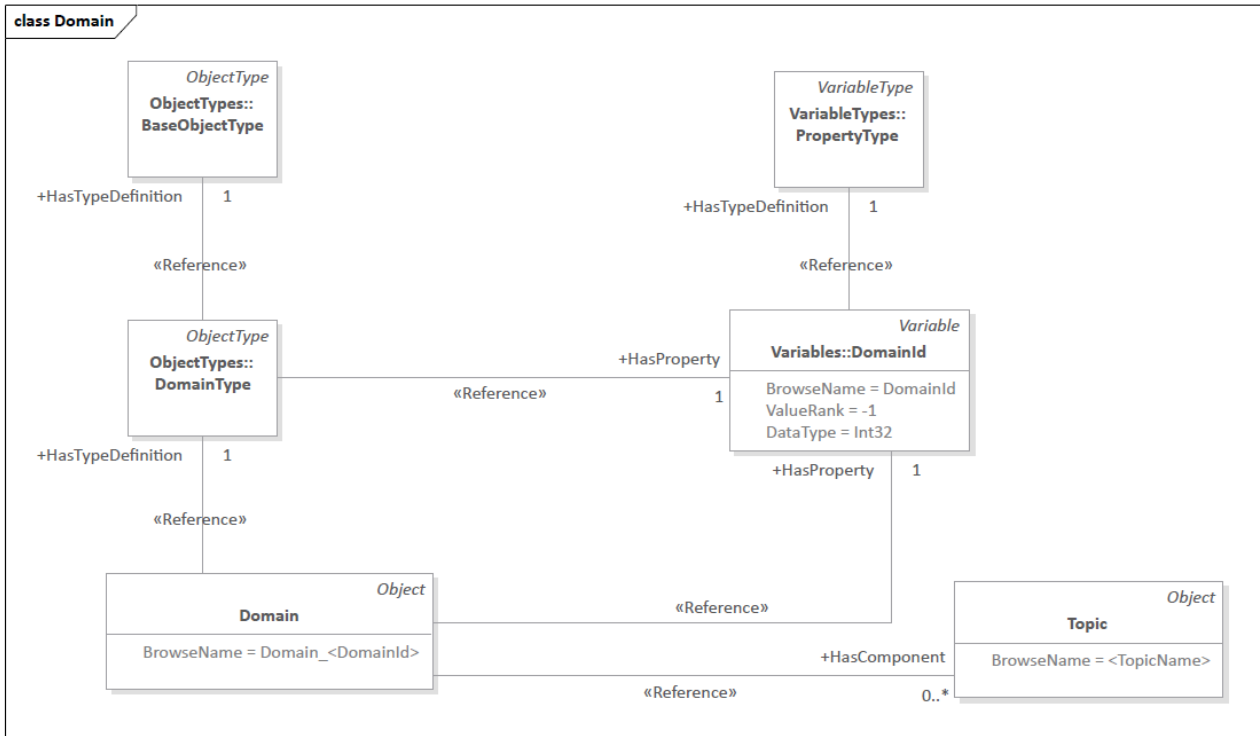 class Domain
ObjectType
ObjectTypes::
BaseObjectType
VariableType
VariableTypes::
PropertyType
+HasTypeDefinition 1
+HasTypeDefinition 1
«Reference»
«Reference»
ObjectType
ObjectTypes::
DomainType
Variable
Variables::DomainId
BrowseName = DomainId
ValueRank = -1
DataType = Int32
+HasProperty
«Reference»
1
+HasTypeDefinition 1
+HasProperty 1
«Reference»
Object
Domain
BrowseName = Domain_<DomainId>
«Reference»
Object
Topic
BrowseName = <TopicName>
+HasComponent
«Reference»
0..*